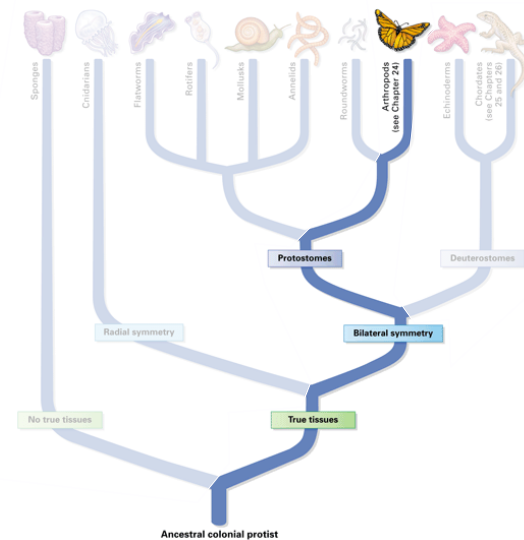 Sponges
Cnidarians
Flatworms
Rotifers
Mollusks
Annelids
Roundworms
Arthropods
(see Chapter 24)
Echinoderms
Chordates
(see Chapters
25 and 26)
Protostomes
Deuterostomes
Radial symmetry
Bilateral symmetry
No true tissues
True tissues
Ancestral colonial protist